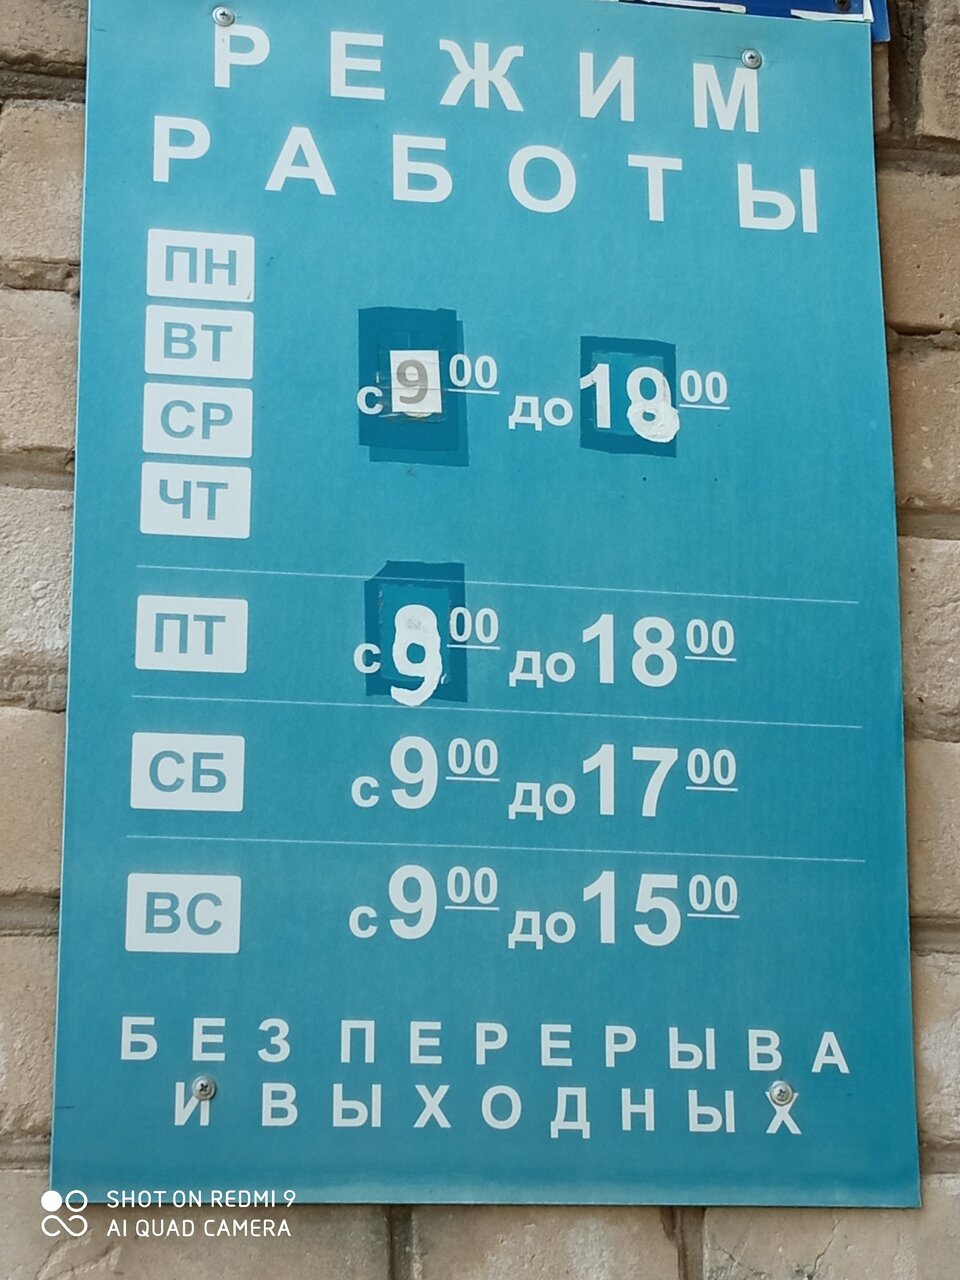 РЕЖИМ
РАБОТЫ
ПН
ВТ
СР
ЧТ
с 9 00 до 18 00
ПТ
с 9 00 до 18 00
СБ
с 9 00 до 17 00
ВС
с 9 00 до 15 00
БЕЗ ПЕРЕРЫВА
И ВЫХОДНЫХ
SHOT ON REDMI 9
AI QUAD CAMERA